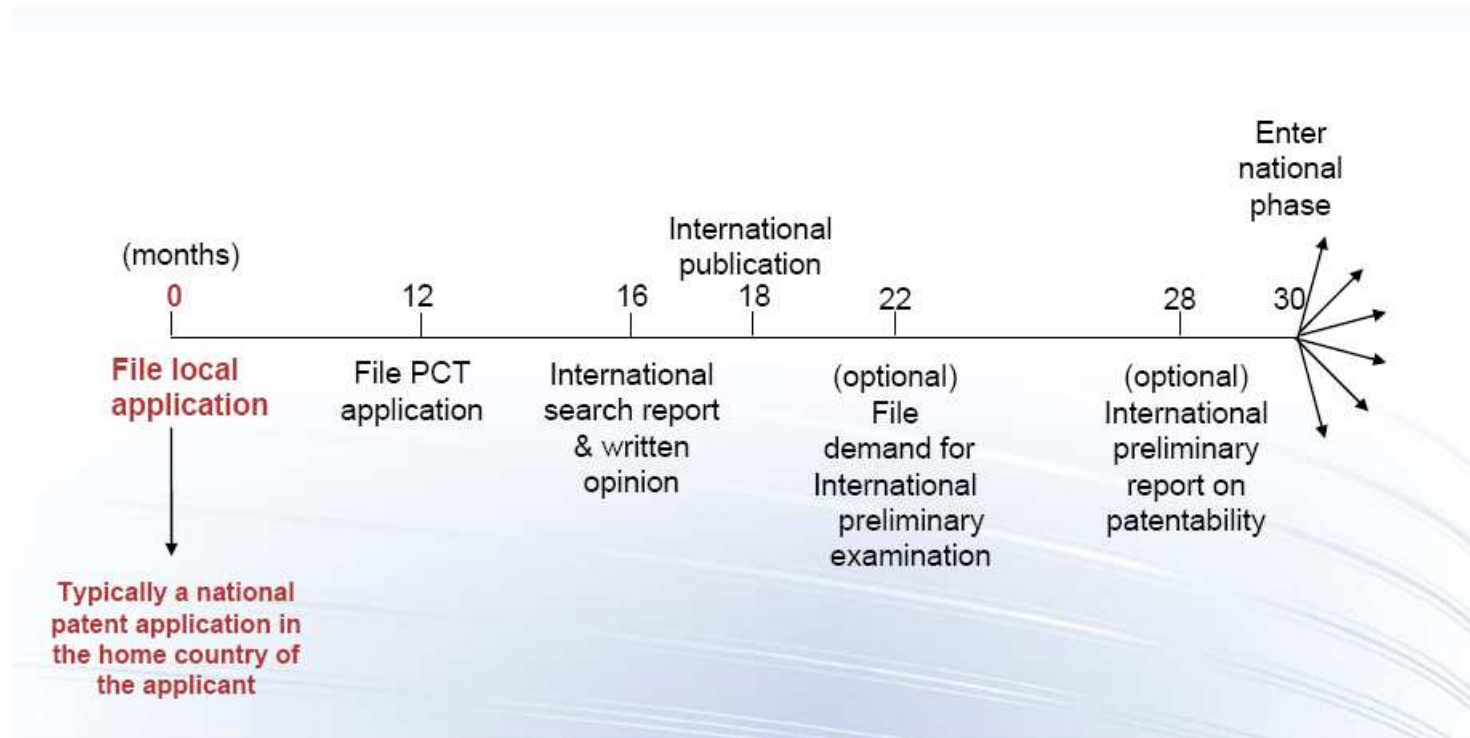 Enter
national
phase
International
publication
(months)
0
12
16
18
22
28
30
File local
application
File PCT
application
International
search report
& written
opinion
(optional)
File
demand for
International
preliminary
examination
(optional)
International
preliminary
report on
patentability
Typically a national
patent application in
the home country of
the applicant